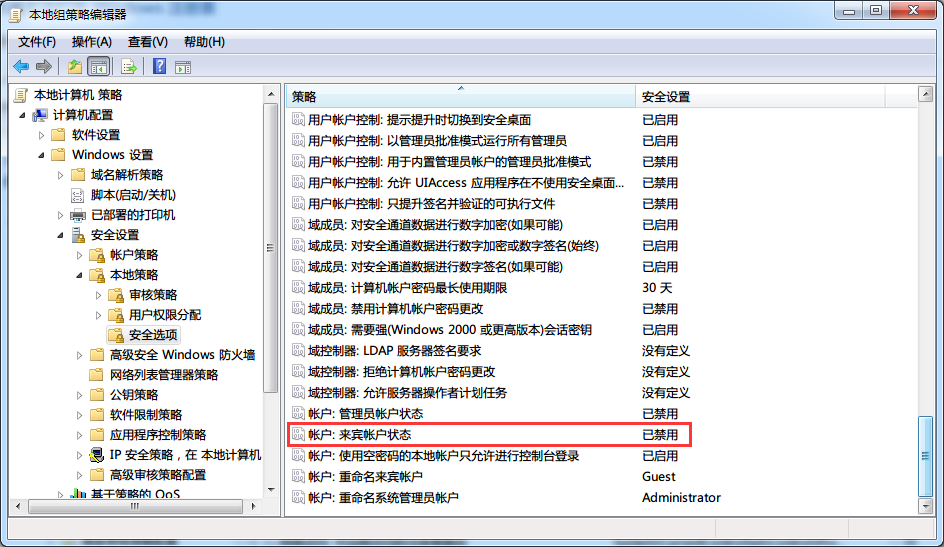 本地组策略编辑器
文件(F) 操作(A) 查看(V) 帮助(H)
本地计算机 策略
计算机配置
软件设置
Windows 设置
域名解析策略
脚本(启动/关机)
已部署的打印机
安全设置
帐户策略
本地策略
审核策略
用户权限分配
安全选项
高级安全 Windows 防火墙
网络列表管理器策略
公钥策略
软件限制策略
应用程序控制策略
IP 安全策略，在 本地计算机
高级审核策略配置
基于策略的 QoS
策略 安全设置
用户帐户控制: 提示提升时切换到安全桌面 已启用
用户帐户控制: 以管理员批准模式运行所有管理员 已启用
用户帐户控制: 用于内置管理员帐户的管理员批准模式 已禁用
用户帐户控制: 允许 UIAccess 应用程序在不使用安全桌面... 已禁用
用户帐户控制: 只提升签名并验证的可执行文件 已禁用
域成员: 对安全通道数据进行数字加密(如果可能) 已启用
域成员: 对安全通道数据进行数字加密或数字签名(始终) 已启用
域成员: 对安全通道数据进行数字签名(如果可能) 已启用
域成员: 计算机帐户密码最长使用期限 30 天
域成员: 禁用计算机帐户密码更改 已禁用
域成员: 需要强(Windows 2000 或更高版本)会话密钥 已启用
域控制器: LDAP 服务器签名要求 没有定义
域控制器: 拒绝计算机帐户密码更改 没有定义
域控制器: 允许服务器操作者计划任务 没有定义
帐户: 管理员帐户状态 已禁用
帐户: 来宾帐户状态 已禁用
帐户: 使用空密码的本地帐户只允许进行控制台登录 已启用
帐户: 重命名来宾帐户 Guest
帐户: 重命名系统管理员帐户 Administrator